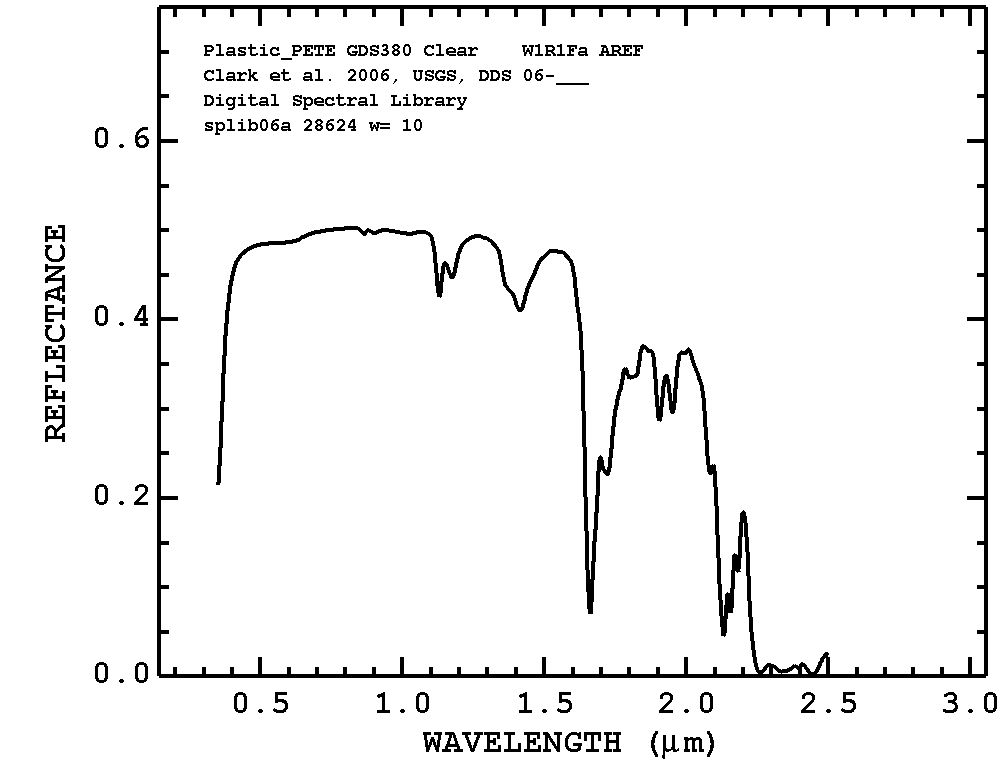 Plastic_PETE GDS380 Clear W1R1Fa AREF
Clark et al. 2006, USGS, DDS 06-___
Digital Spectral Library
splib06a 28624 w= 10
REFLECTANCE
0.6
0.4
0.2
0.0
0.5 1.0 1.5 2.0 2.5 3.0
WAVELENGTH (μm)